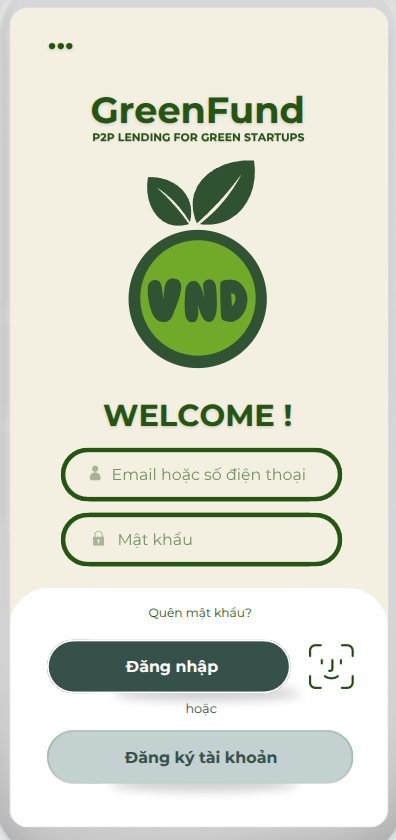 GreenFund
P2P LENDING FOR GREEN STARTUPS
VND
WELCOME !
Email hoặc số điện thoại
Mật khẩu
Quên mật khẩu?
Đăng nhập
hoặc
Đăng ký tài khoản